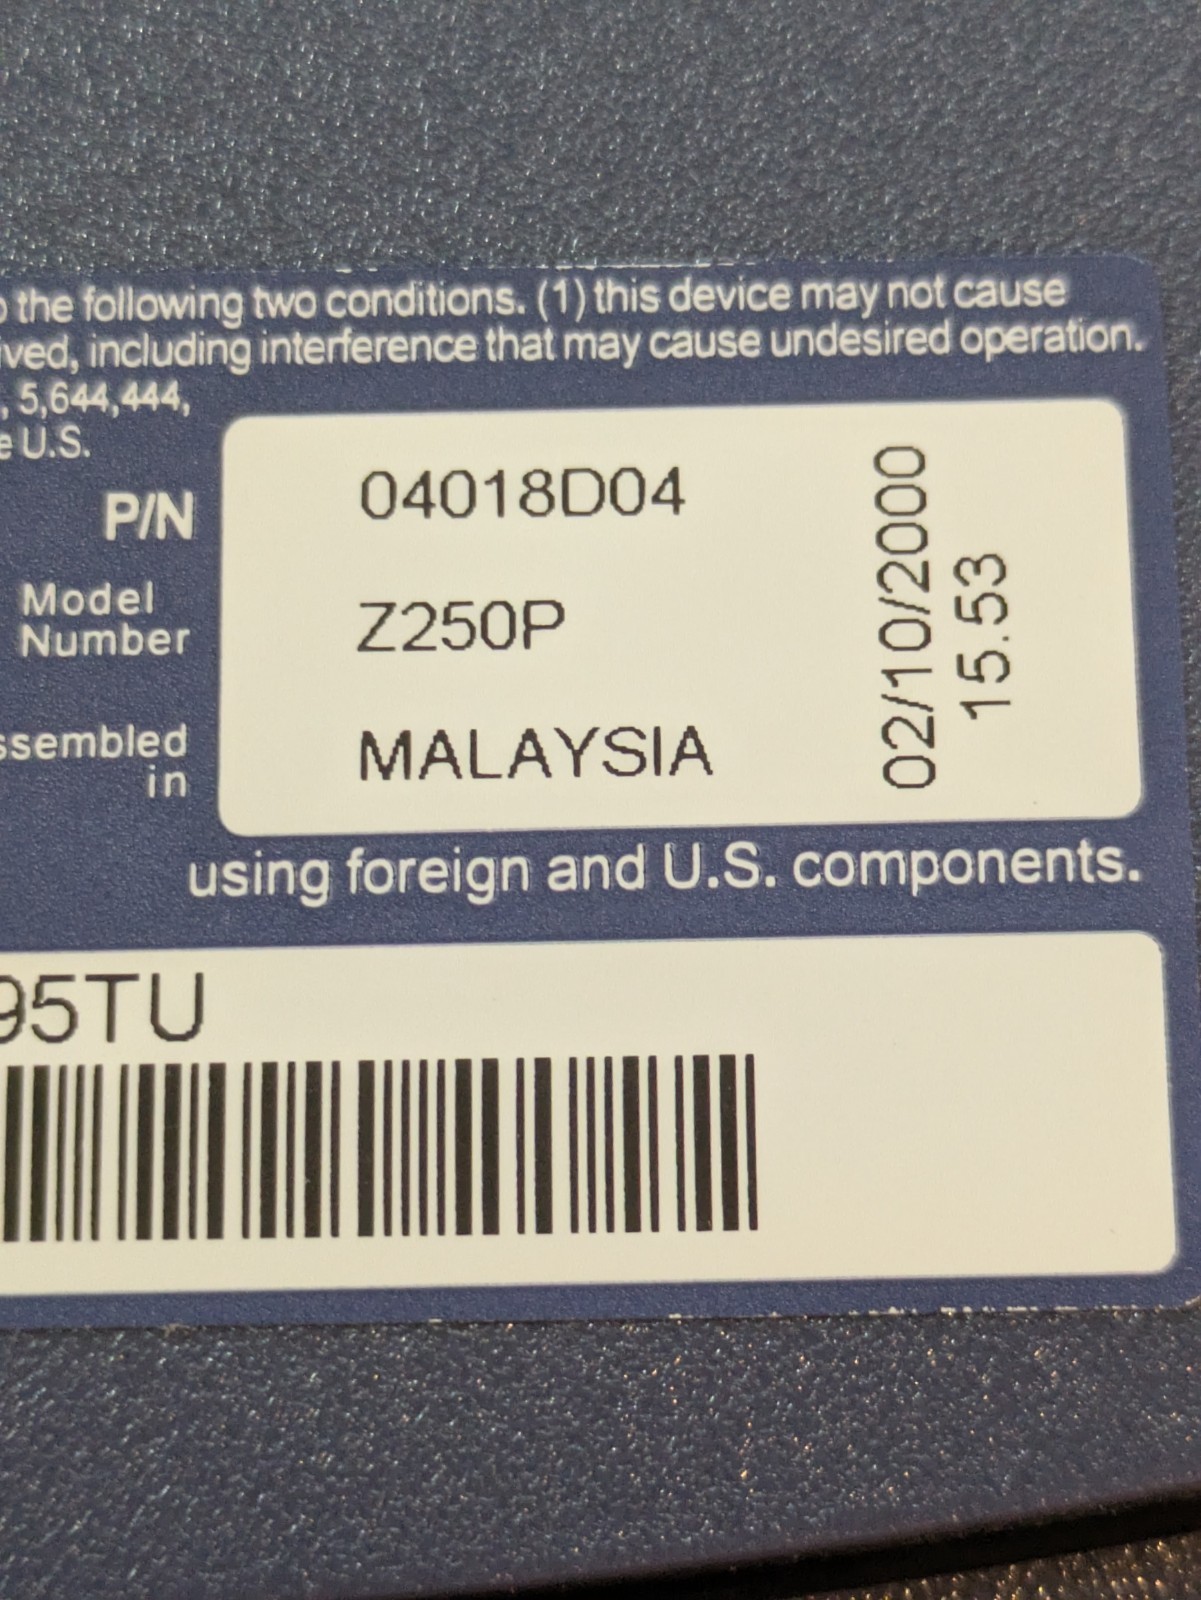 the following two conditions. (1) this device may not cause
ved, including interference that may cause undesired operation.
, 5,644,444,
e U.S.
P/N 04018D04
Model
Number Z250P
ssembled
in MALAYSIA
02/10/2000
15.53
using foreign and U.S. components.
95TU